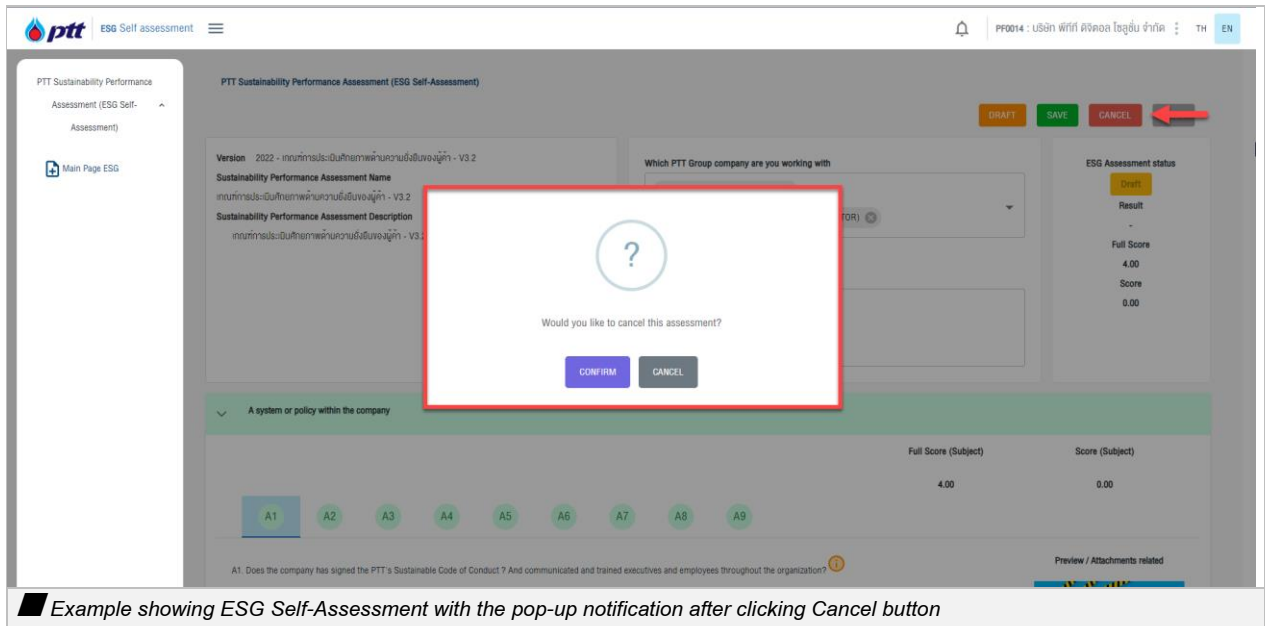 ptt ESG Self assessment
PF0014 : บริษัท พีทีที ดิจิตอล โซลูชั่น จำกัด
TH EN
PTT Sustainability Performance
Assessment (ESG Self-
Assessment)
Main Page ESG
PTT Sustainability Performance Assessment (ESG Self-Assessment)
DRAFT SAVE CANCEL
Version 2022 - เกณฑ์การประเมินศักยภาพด้านความยั่งยืนของผู้ค้า - V3.2
Sustainability Performance Assessment Name
เกณฑ์การประเมินศักยภาพด้านความยั่งยืนของผู้ค้า - V3.2
Sustainability Performance Assessment Description
เกณฑ์การประเมินศักยภาพด้านความยั่งยืนของผู้ค้า - V3.2
Which PTT Group company are you working with
TOR)
ESG Assessment status
Draft
Result
-
Full Score
4.00
Score
0.00
?
Would you like to cancel this assessment?
CONFIRM CANCEL
A system or policy within the company
Full Score (Subject) Score (Subject)
4.00 0.00
A1 A2 A3 A4 A5 A6 A7 A8 A9
A1. Does the company has signed the PTT's Sustainable Code of Conduct ? And communicated and trained executives and employees throughout the organization?
Preview / Attachments related
Example showing ESG Self-Assessment with the pop-up notification after clicking Cancel button